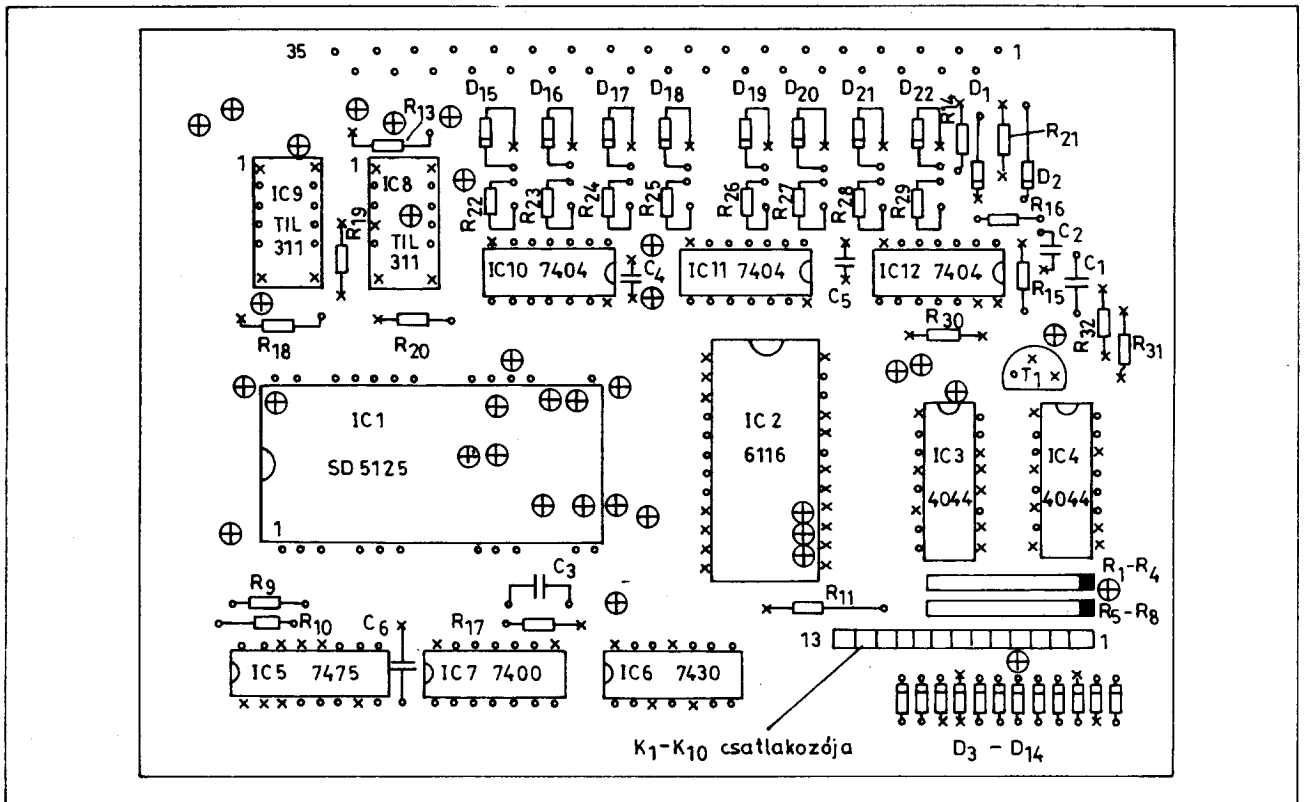 35 1
D15 D16 D17 D18 D19 D20 D21 D22 R14 D1
R13 R21
1 1
IC9 TIL 311
R19
IC8 TIL 311
R22 R23 R24 R25 R26 R27 R28 R29
D2
R16
IC10 7404
C4
IC11 7404
C5
IC12 7404
R15
C2
C1
R18 R20 R30 R32 R31
T1
IC1
SD 5125
1
IC2
6116
IC3
4044
IC4
4044
R1-R4
R5-R8
R9
R10
C6
R17
C3
R11
13 1
IC5 7475
IC7 7400
IC6 7430
K1-K10 csatlakozója
D3 - D14